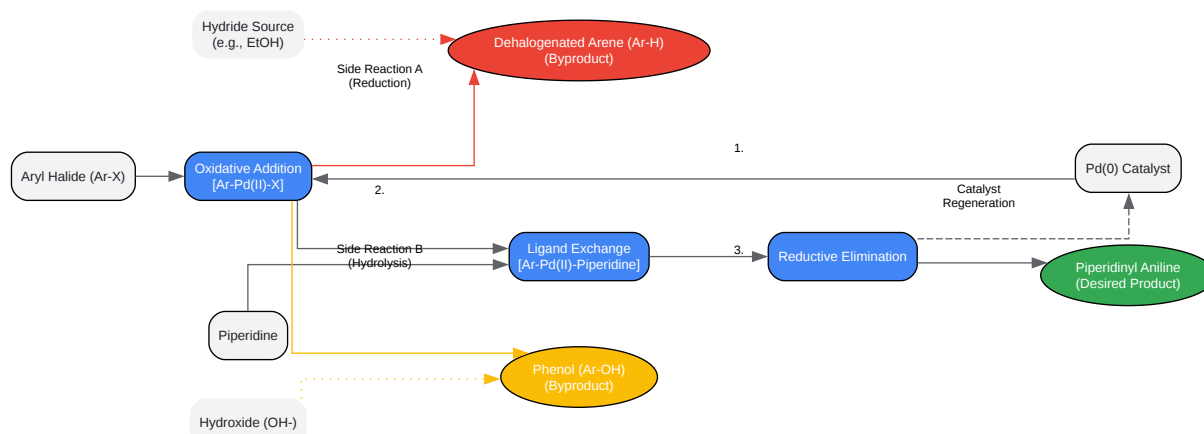 Hydride Source
(e.g., EtOH)
Dehalogenated Arene (Ar-H)
(Byproduct)
Side Reaction A
(Reduction)
1.
Aryl Halide (Ar-X)
Oxidative Addition
[Ar-Pd(II)-X]
Pd(0) Catalyst
2.
Catalyst
Regeneration
Side Reaction B
(Hydrolysis)
Ligand Exchange
[Ar-Pd(II)-Piperidine]
3.
Reductive Elimination
Piperidinyl Aniline
(Desired Product)
Piperidine
Phenol (Ar-OH)
(Byproduct)
Hydroxide (OH-)